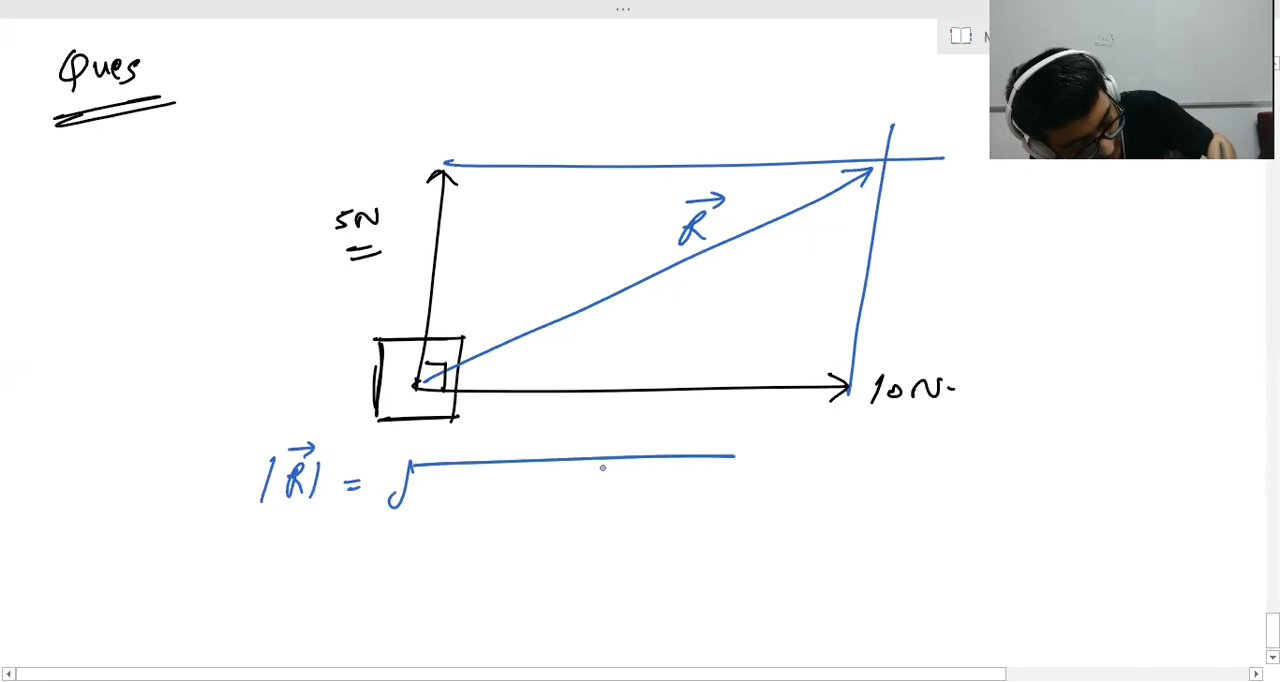 Ques
5N
R
10N
|R| = √